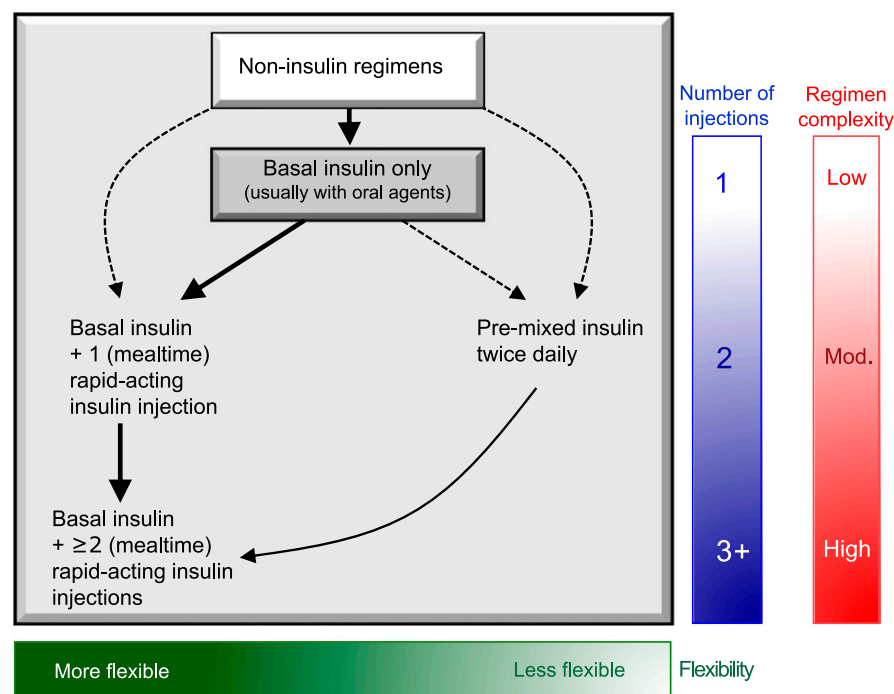 Non-insulin regimens
Number of
injections
Regimen
complexity
Basal insulin only
(usually with oral agents)
1
Low
Basal insulin
+ 1 (mealtime)
rapid-acting
insulin injection
Pre-mixed insulin
twice daily
2
Mod.
Basal insulin
+ ≥2 (mealtime)
rapid-acting insulin
injections
3+
High
More flexible
Less flexible
Flexibility